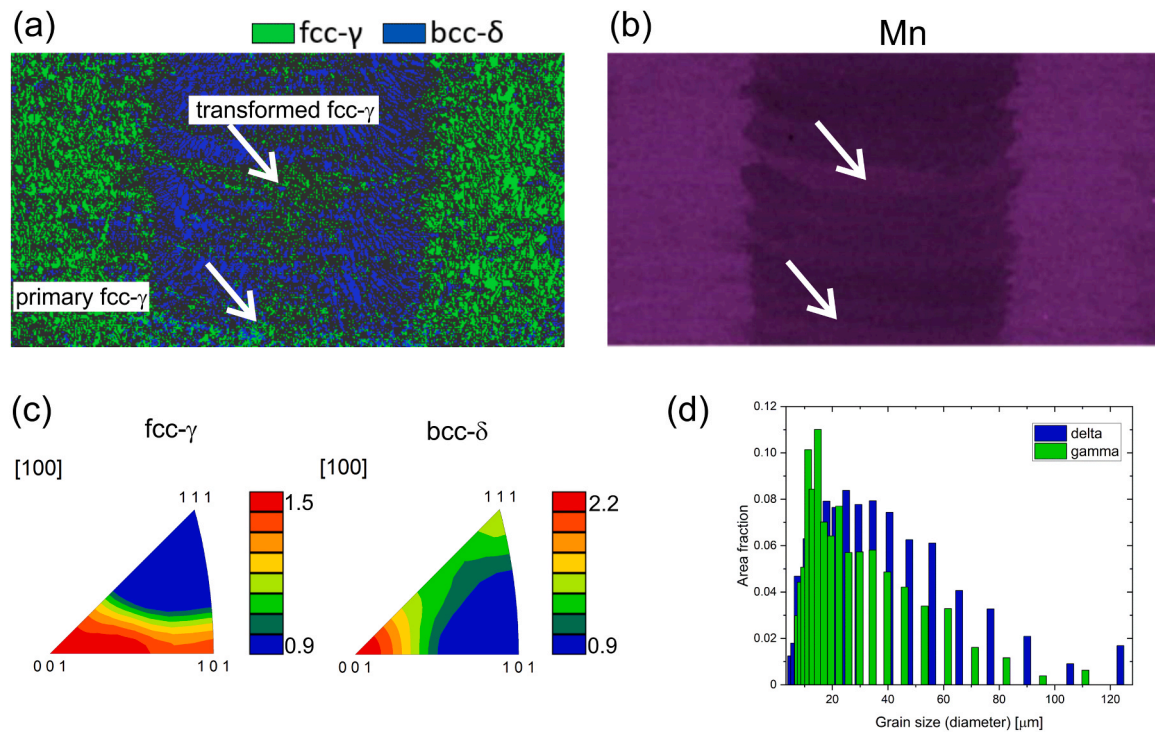 (a)
fcc-γ
bcc-δ
transformed fcc-γ
primary fcc-γ
(b)
Mn
(c)
fcc-γ
[100]
1 1 1
0 0 1
1 0 1
1.5
0.9
bcc-δ
[100]
1 1 1
0 0 1
1 0 1
2.2
0.9
(d)
0.12
0.10
0.08
0.06
0.04
0.02
0
Area fraction
delta
gamma
20 40 60 80 100 120
Grain size (diameter) [μm]